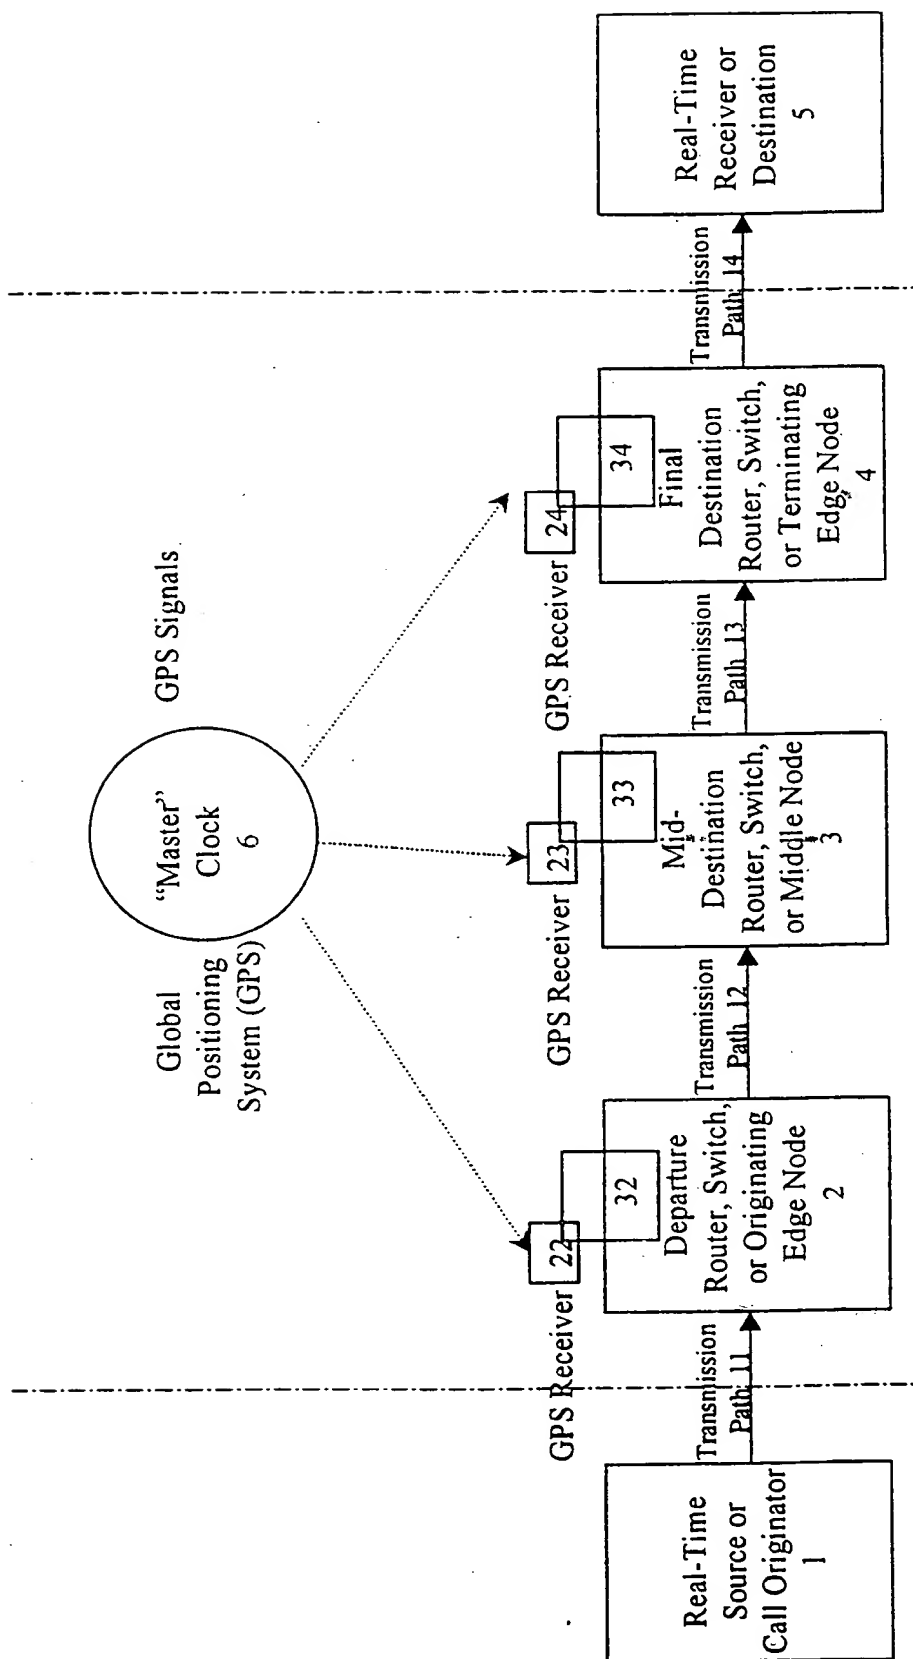 Global
Positioning
System (GPS)
“Master”
Clock
6
GPS Signals
GPS Receiver
22
GPS Receiver
23
GPS Receiver
24
32
33
34
Real-Time
Source or
Call Originator
1
Transmission
Path 11
Departure
Router, Switch,
or Originating
Edge Node
2
Transmission
Path 12
Mid-
Destination
Router, Switch,
or Middle Node
3
Transmission
Path 13
Final
Destination
Router, Switch,
or Terminating
Edge Node
4
Transmission
Path 14
Real-Time
Receiver or
Destination
5